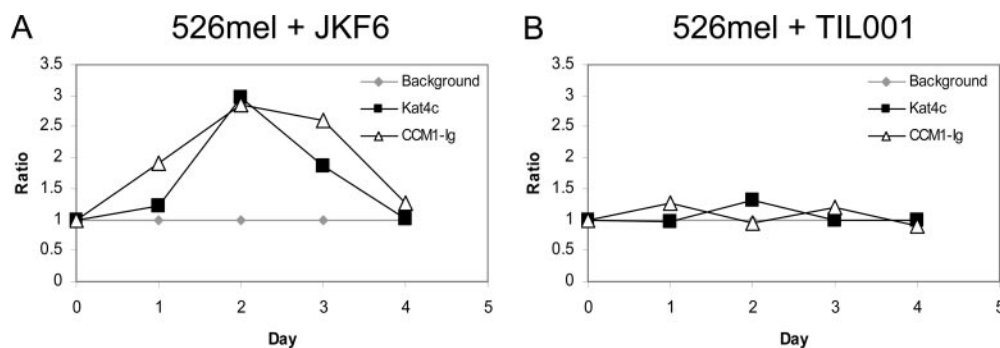 A
526mel + JKF6
3.5
3
2.5
2
1.5
1
0.5
0
Ratio
Background
Kat4c
CCM1-Ig
0 1 2 3 4 5
Day
B
526mel + TIL001
3.5
3
2.5
2
1.5
1
0.5
0
Ratio
Background
Kat4c
CCM1-Ig
0 1 2 3 4 5
Day